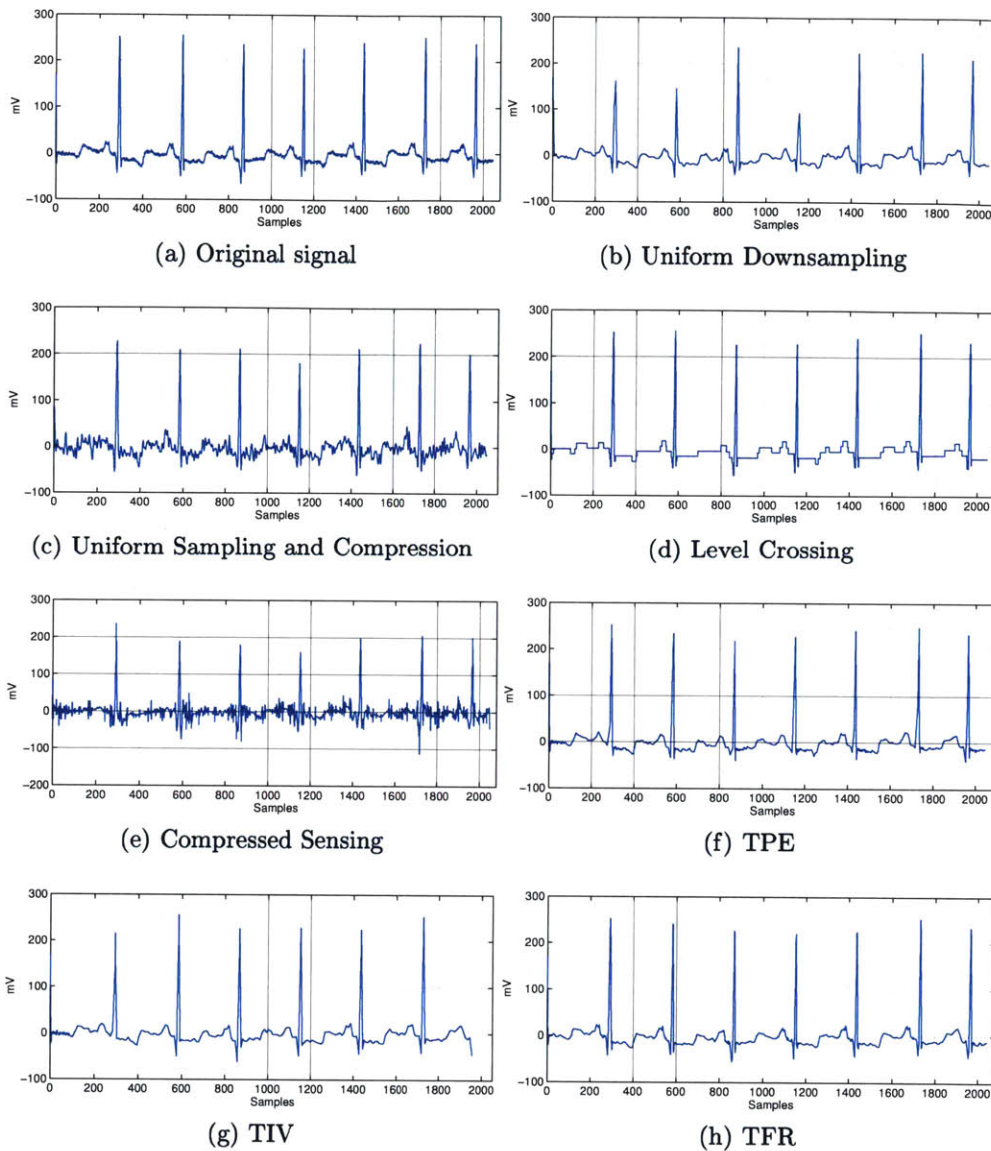 300
200
100
0
−100
mV
0 200 400 600 800 1000 1200 1400 1600 1800 2000
Samples
(a) Original signal
300
200
100
0
−100
mV
0 200 400 600 800 1000 1200 1400 1600 1800 2000
Samples
(b) Uniform Downsampling
300
200
100
0
−100
mV
0 200 400 600 800 1000 1200 1400 1600 1800 2000
Samples
(c) Uniform Sampling and Compression
300
200
100
0
−100
mV
0 200 400 600 800 1000 1200 1400 1600 1800 2000
Samples
(d) Level Crossing
300
200
100
0
−100
−200
mV
0 200 400 600 800 1000 1200 1400 1600 1800 2000
Samples
(e) Compressed Sensing
300
200
100
0
−100
mV
0 200 400 600 800 1000 1200 1400 1600 1800 2000
Samples
(f) TPE
300
200
100
0
−100
mV
0 200 400 600 800 1000 1200 1400 1600 1800 2000
Samples
(g) TIV
300
200
100
0
−100
mV
0 200 400 600 800 1000 1200 1400 1600 1800 2000
Samples
(h) TFR